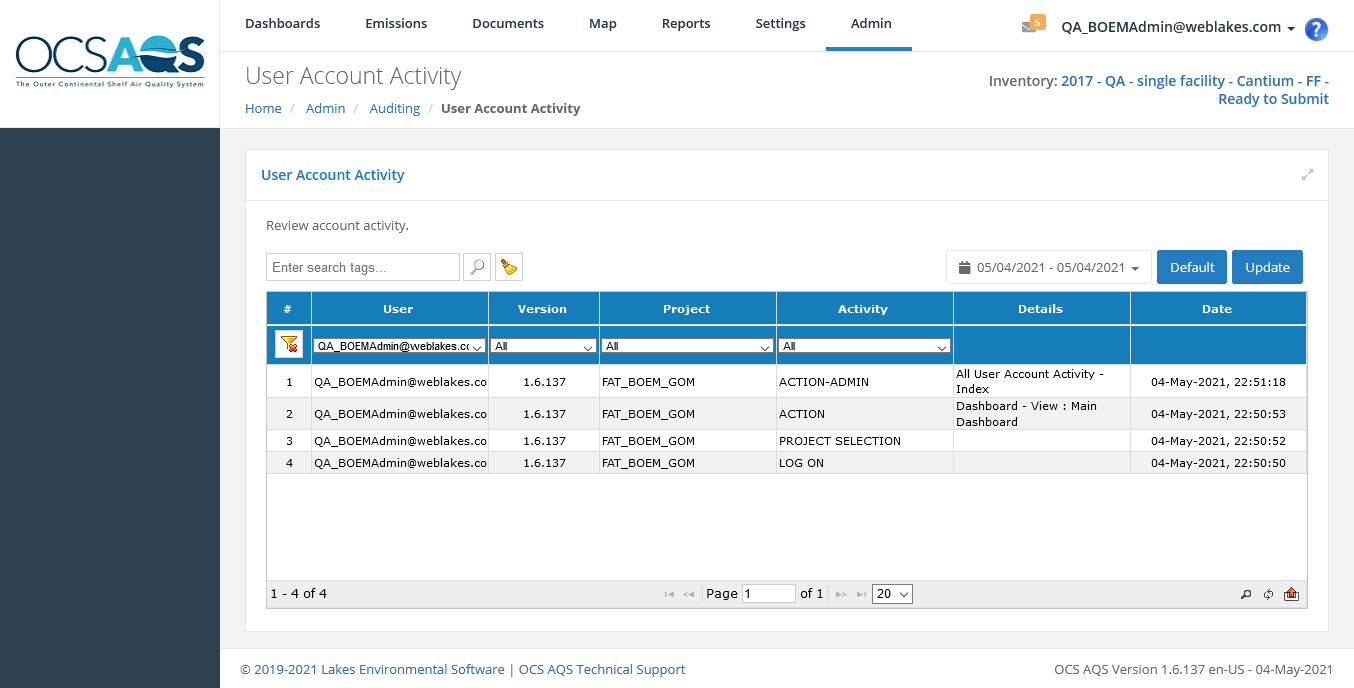 OCSAQS
The Outer Continental Shelf Air Quality System
Dashboards Emissions Documents Map Reports Settings Admin
5 QA_BOEMAdmin@weblakes.com ?
User Account Activity
Home / Admin / Auditing / User Account Activity
Inventory: 2017 - QA - single facility - Cantium - FF -
Ready to Submit
User Account Activity
Review account activity.
Enter search tags...
05/04/2021 - 05/04/2021 Default Update
# User Version Project Activity Details Date
QA_BOEMAdmin@weblakes.cc All All All
1 QA_BOEMAdmin@weblakes.co 1.6.137 FAT_BOEM_GOM ACTION-ADMIN All User Account Activity - 04-May-2021, 22:51:18
Index
2 QA_BOEMAdmin@weblakes.co 1.6.137 FAT_BOEM_GOM ACTION Dashboard - View : Main 04-May-2021, 22:50:53
Dashboard
3 QA_BOEMAdmin@weblakes.co 1.6.137 FAT_BOEM_GOM PROJECT SELECTION 04-May-2021, 22:50:52
4 QA_BOEMAdmin@weblakes.co 1.6.137 FAT_BOEM_GOM LOG ON 04-May-2021, 22:50:50
1 - 4 of 4 Page 1 of 1 20
© 2019-2021 Lakes Environmental Software | OCS AQS Technical Support
OCS AQS Version 1.6.137 en-US - 04-May-2021